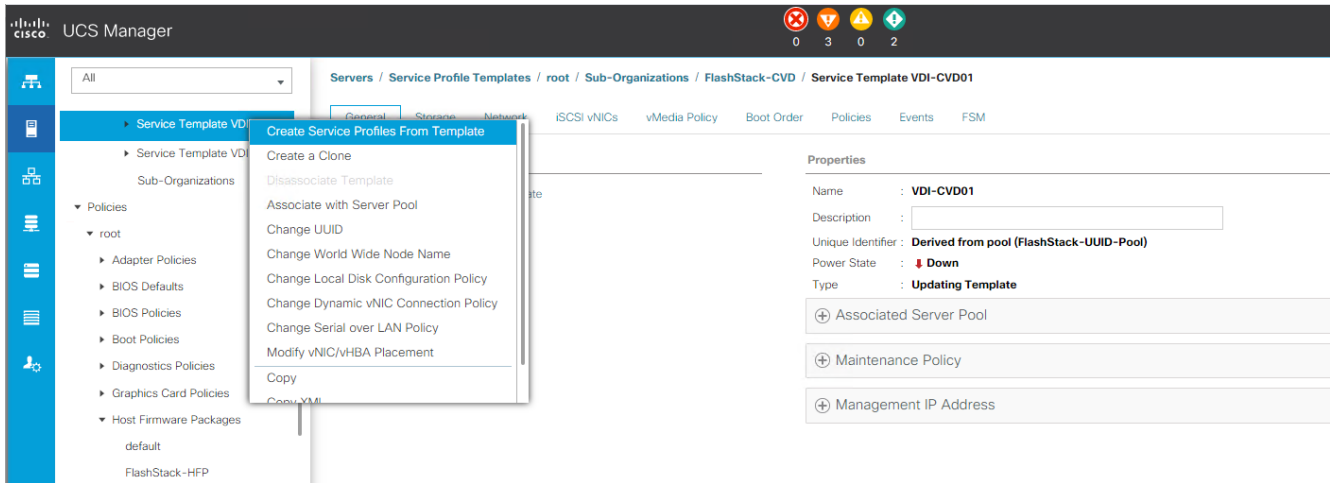 CISCO. UCS Manager
0 3 0 2
All
Servers / Service Profile Templates / root / Sub-Organizations / FlashStack-CVD / Service Template VDI-CVD01
General Storage Network iSCSI vNICs vMedia Policy Boot Order Policies Events FSM
Service Template VDI
Service Template VDI
Sub-Organizations
Policies
root
Adapter Policies
BIOS Defaults
BIOS Policies
Boot Policies
Diagnostics Policies
Graphics Card Policies
Host Firmware Packages
default
FlashStack-HFP
Create Service Profiles From Template
Create a Clone
Disassociate Template
Associate with Server Pool
Change UUID
Change World Wide Node Name
Change Local Disk Configuration Policy
Change Dynamic vNIC Connection Policy
Change Serial over LAN Policy
Modify vNIC/vHBA Placement
Copy
Copy XML
Properties
Name : VDI-CVD01
Description :
Unique Identifier : Derived from pool (FlashStack-UUID-Pool)
Power State : Down
Type : Updating Template
Associated Server Pool
Maintenance Policy
Management IP Address